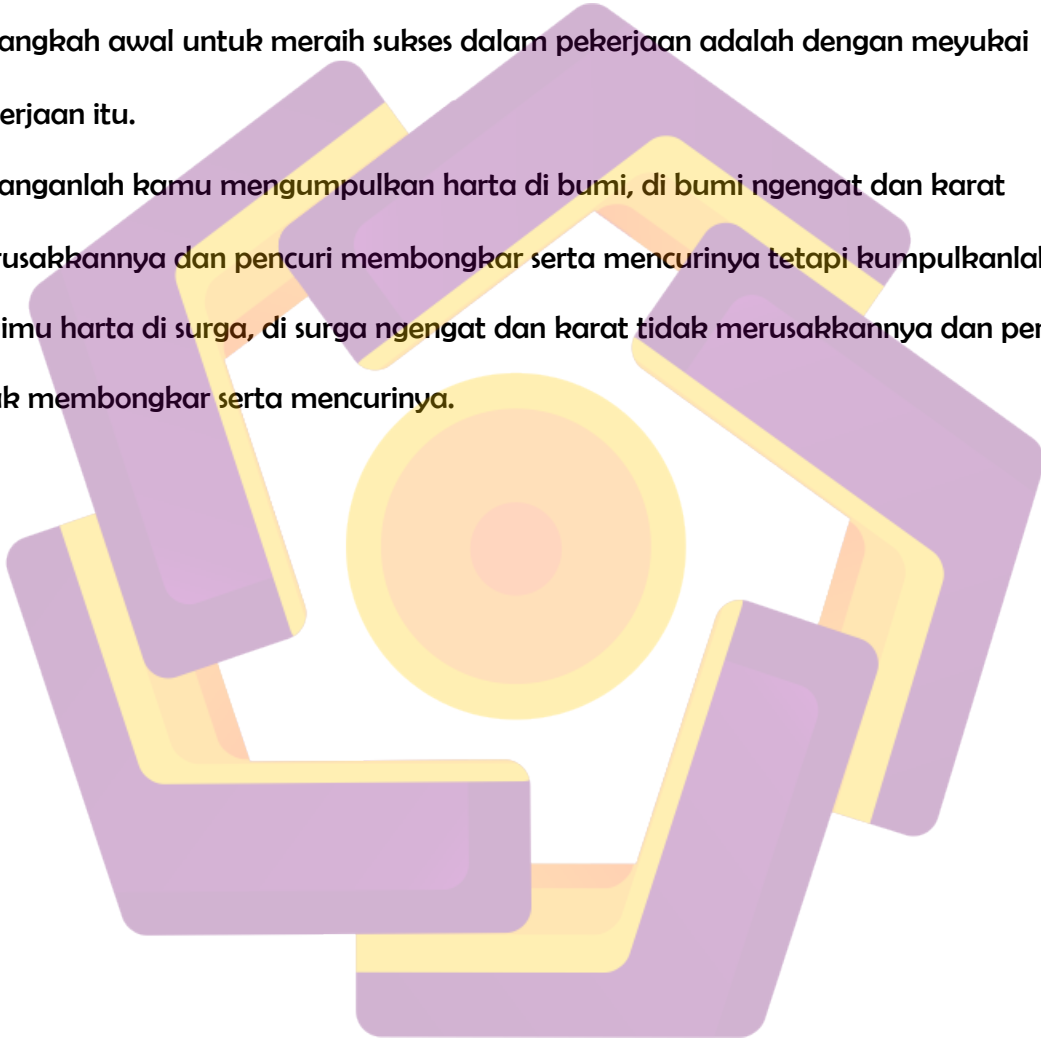 angkah awal untuk meraih sukses dalam pekerjaan adalah dengan meyukai
erjaan itu.
anganlah kamu mengumpulkan harta di bumi, di bumi ngengat dan karat
rusakkannya dan pencuri membongkar serta mencurinya tetapi kumpulkanlah
imu harta di surga, di surga ngengat dan karat tidak merusakkannya dan pen
k membongkar serta mencurinya.